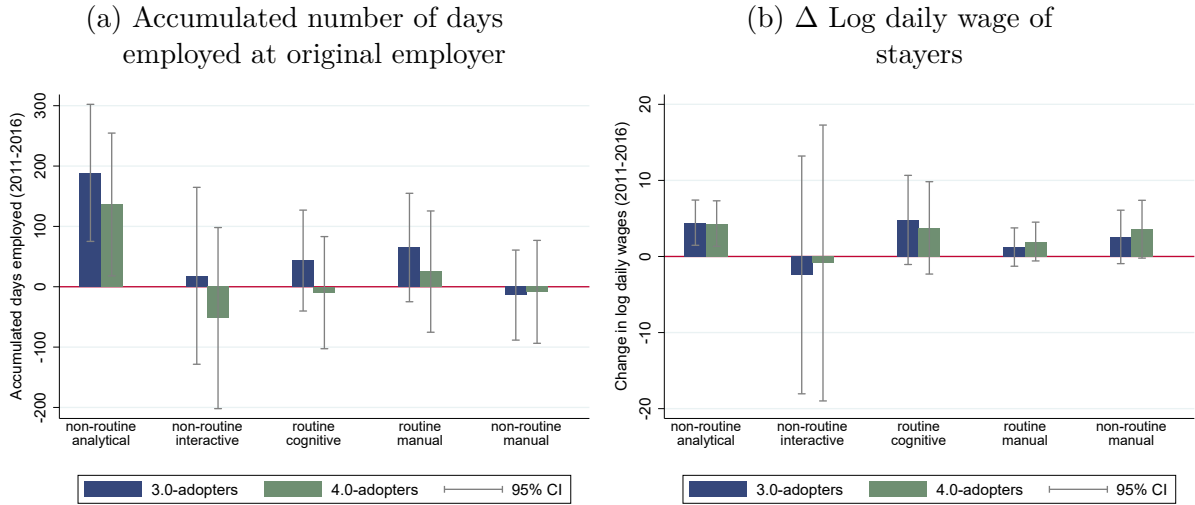 (a) Accumulated number of days
employed at original employer
Accumulated days employed (2011-2016)
300
200
100
0
-100
-200
non-routine
analytical
non-routine
interactive
routine
cognitive
routine
manual
non-routine
manual
3.0-adopters
4.0-adopters
95% CI
(b) Δ Log daily wage of
stayers
Change in log daily wages (2011-2016)
20
10
0
-10
-20
non-routine
analytical
non-routine
interactive
routine
cognitive
routine
manual
non-routine
manual
3.0-adopters
4.0-adopters
95% CI